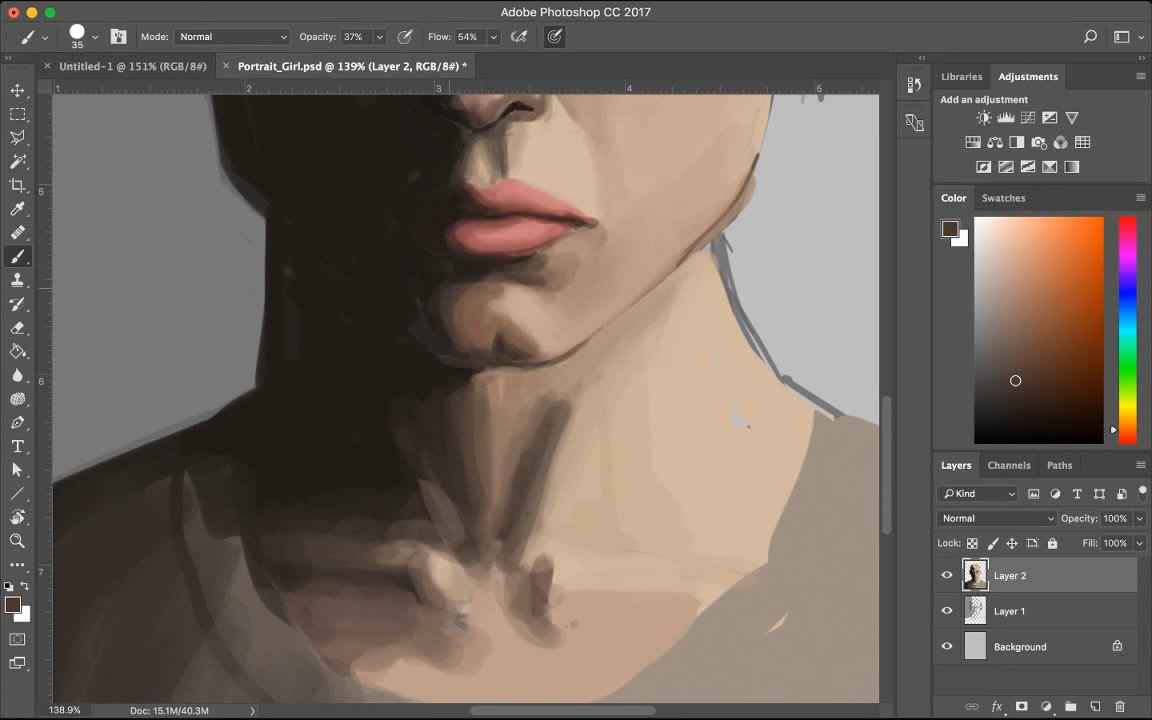 Adobe Photoshop CC 2017
35 Mode: Normal Opacity: 37% Flow: 54%
Untitled-1 @ 151% (RGB/8#) Portrait_Girl.psd @ 139% (Layer 2, RGB/8#) *
1 2 3 4 5
5
6
7
Libraries Adjustments
Add an adjustment
Color Swatches
Layers Channels Paths
Kind
Normal Opacity: 100%
Lock: Fill: 100%
Layer 2
Layer 1
Background
fx
138.9% Doc: 15.1M/40.3M